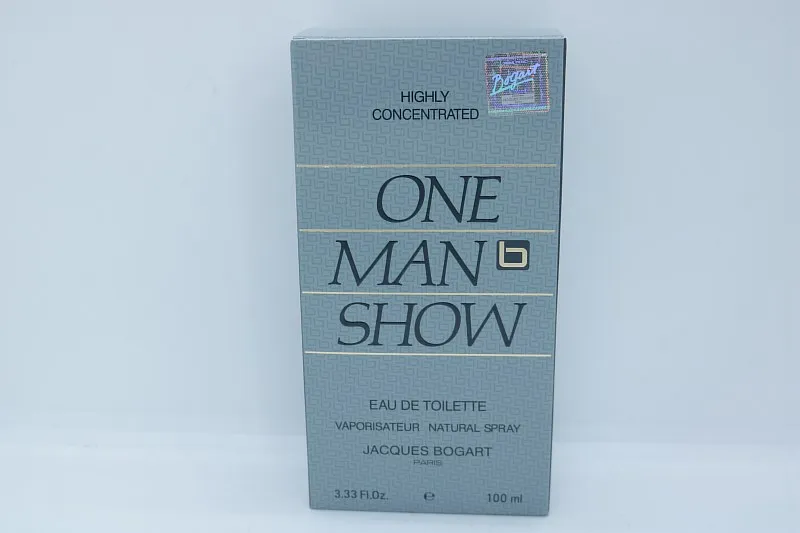 Bogart
HIGHLY
CONCENTRATED
ONE
MAN b
SHOW
EAU DE TOILETTE
VAPORISATEUR NATURAL SPRAY
JACQUES BOGART
PARIS
3.33 Fl.Oz. ℮ 100 ml